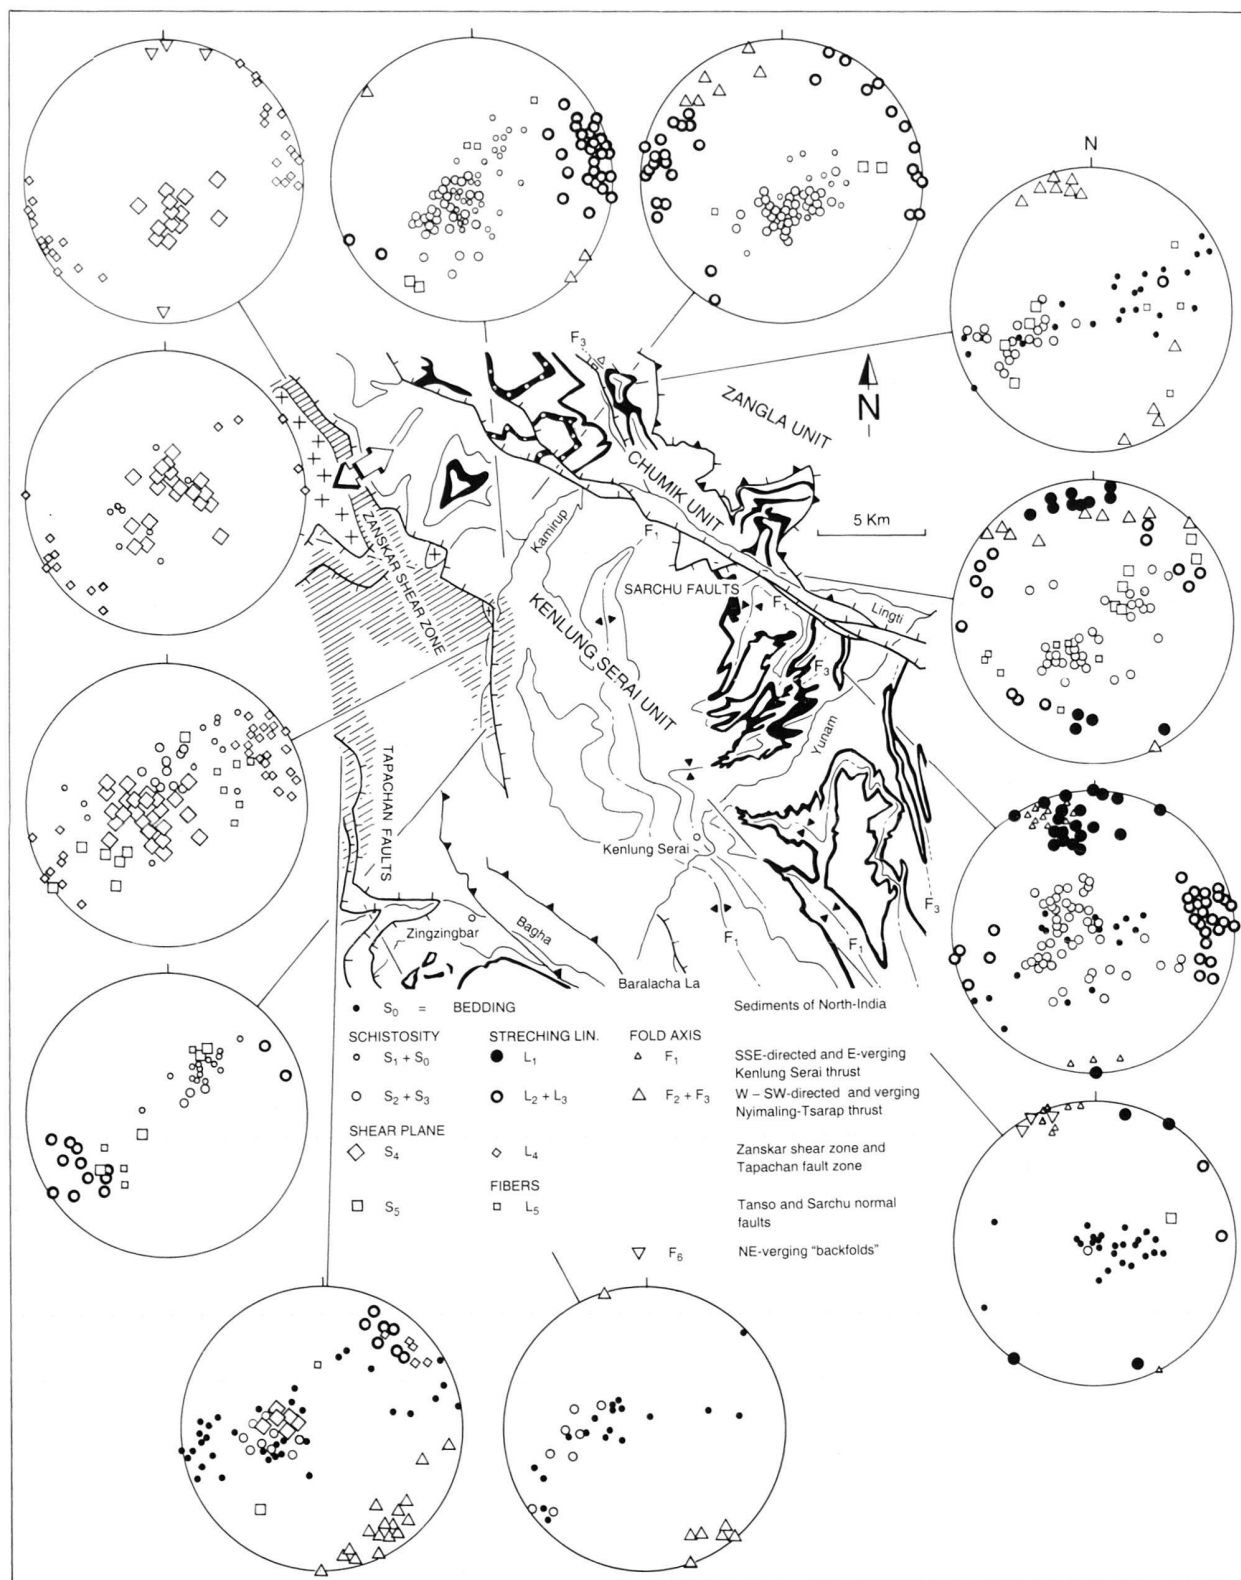 N
F3
ZANGLA UNIT
N
CHUMIK UNIT
5 Km
ZANSKAR SHEAR ZONE
Kamirup
F1
SARCHU FAULTS
F1
Lingti
KENLUNG SERAI UNIT
F3
Yunam
TAPACHAN FAULTS
Kenlung Serai
F3
Zingzingbar
Bagha
F1
F1
Baralacha La
S0 = BEDDING
Sediments of North-India
SCHISTOSITY STRECHING LIN. FOLD AXIS
S1 + S0 L1 F1 SSE-directed and E-verging
Kenlung Serai thrust
S2 + S3 L2 + L3 F2 + F3 W – SW-directed and verging
Nyimaling-Tsarap thrust
SHEAR PLANE
S4 L4 Zanskar shear zone and
Tapachan fault zone
FIBERS
S5 L5 Tanso and Sarchu normal
faults
F6 NE-verging "backfolds"